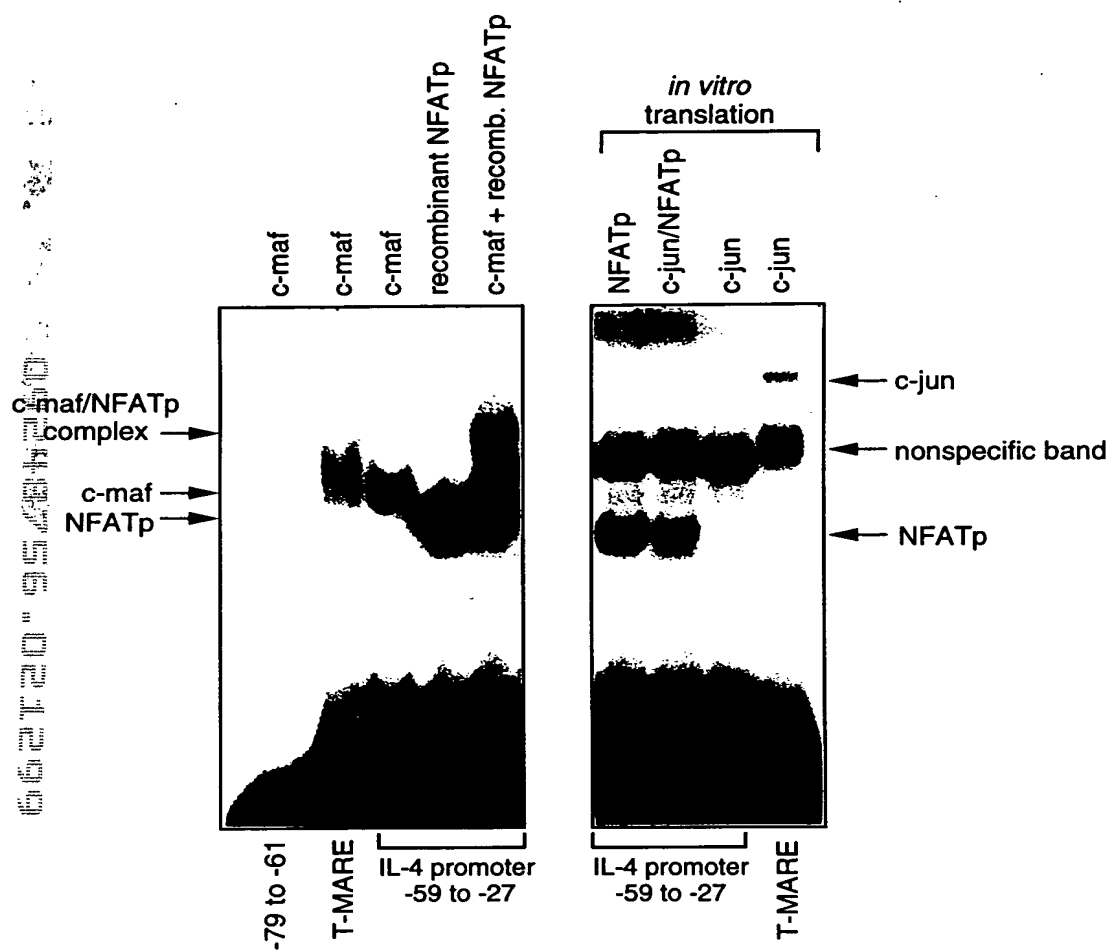 in vitro
translation
c-maf
c-maf
c-maf
recombinant NFATp
c-maf + recomb. NFATp
NFATp
c-jun/NFATp
c-jun
c-jun
c-maf/NFATp
complex
c-maf
NFATp
c-jun
nonspecific band
NFATp
-79 to -61
T-MARE
IL-4 promoter
-59 to -27
IL-4 promoter
-59 to -27
T-MARE